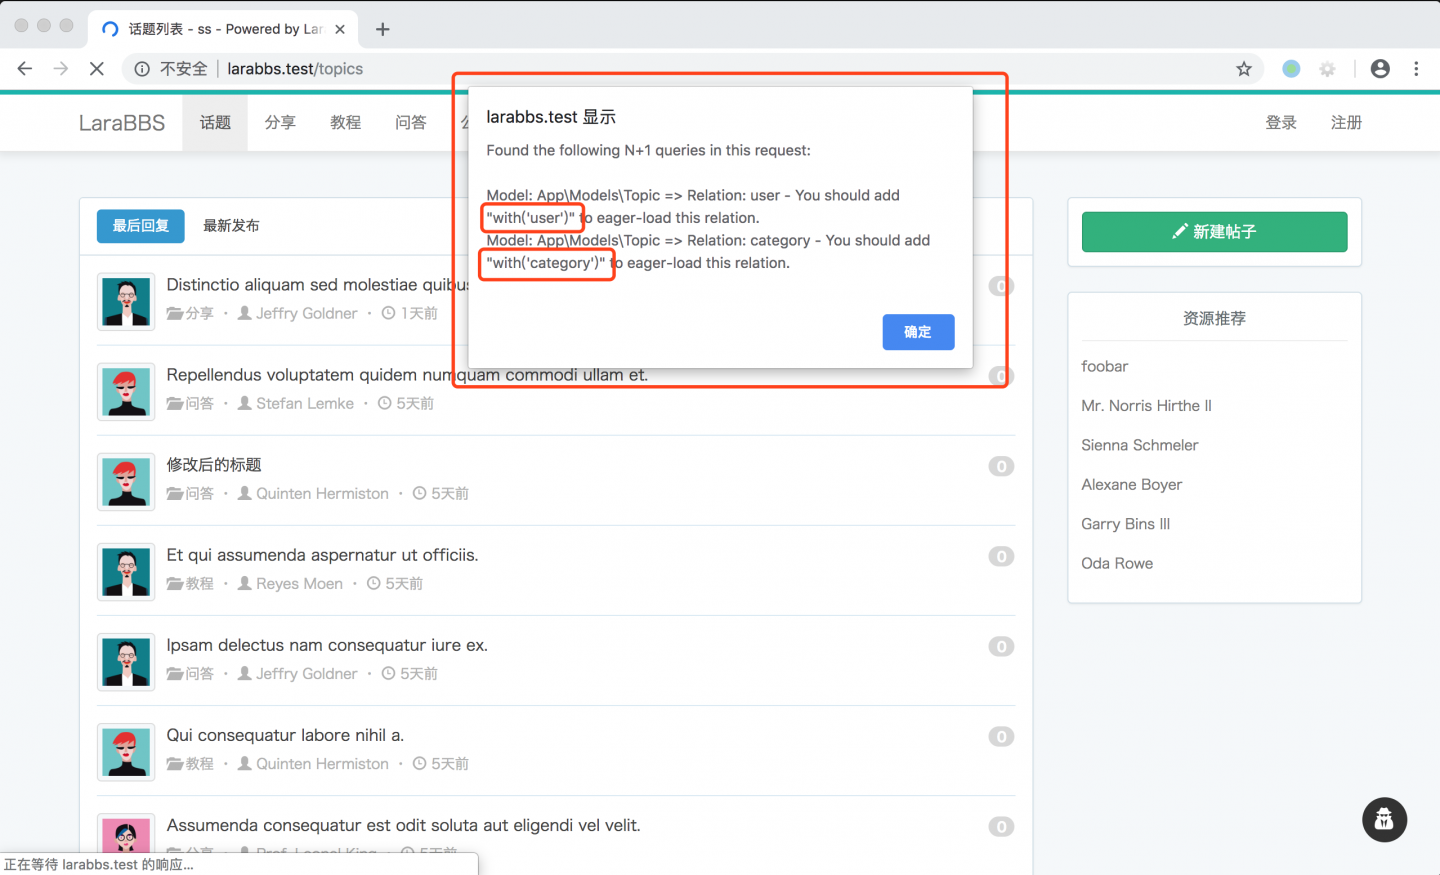 话题列表 - ss - Powered by Lar
不安全 larabbs.test/topics
LaraBBS 话题 分享 教程 问答 登录 注册
larabbs.test 显示
Found the following N+1 queries in this request:
Model: App\Models\Topic => Relation: user - You should add
"with('user')" to eager-load this relation.
Model: App\Models\Topic => Relation: category - You should add
"with('category')" to eager-load this relation.
确定
最后回复 最新发布
Distinctio aliquam sed molestiae quibus
分享 · Jeffry Goldner · 1天前
0
Repellendus voluptatem quidem numquam commodi ullam et.
问答 · Stefan Lemke · 5天前
0
修改后的标题
问答 · Quinten Hermiston · 5天前
0
Et qui assumenda aspernatur ut officiis.
教程 · Reyes Moen · 5天前
0
Ipsam delectus nam consequatur iure ex.
问答 · Jeffry Goldner · 5天前
0
Qui consequatur labore nihil a.
教程 · Quinten Hermiston · 5天前
0
Assumenda consequatur est odit soluta aut eligendi vel velit.
分享 · Prof. Leonel King · 5天前
0
新建帖子
资源推荐
foobar
Mr. Norris Hirthe II
Sienna Schmeler
Alexane Boyer
Garry Bins III
Oda Rowe
正在等待 larabbs.test 的响应...